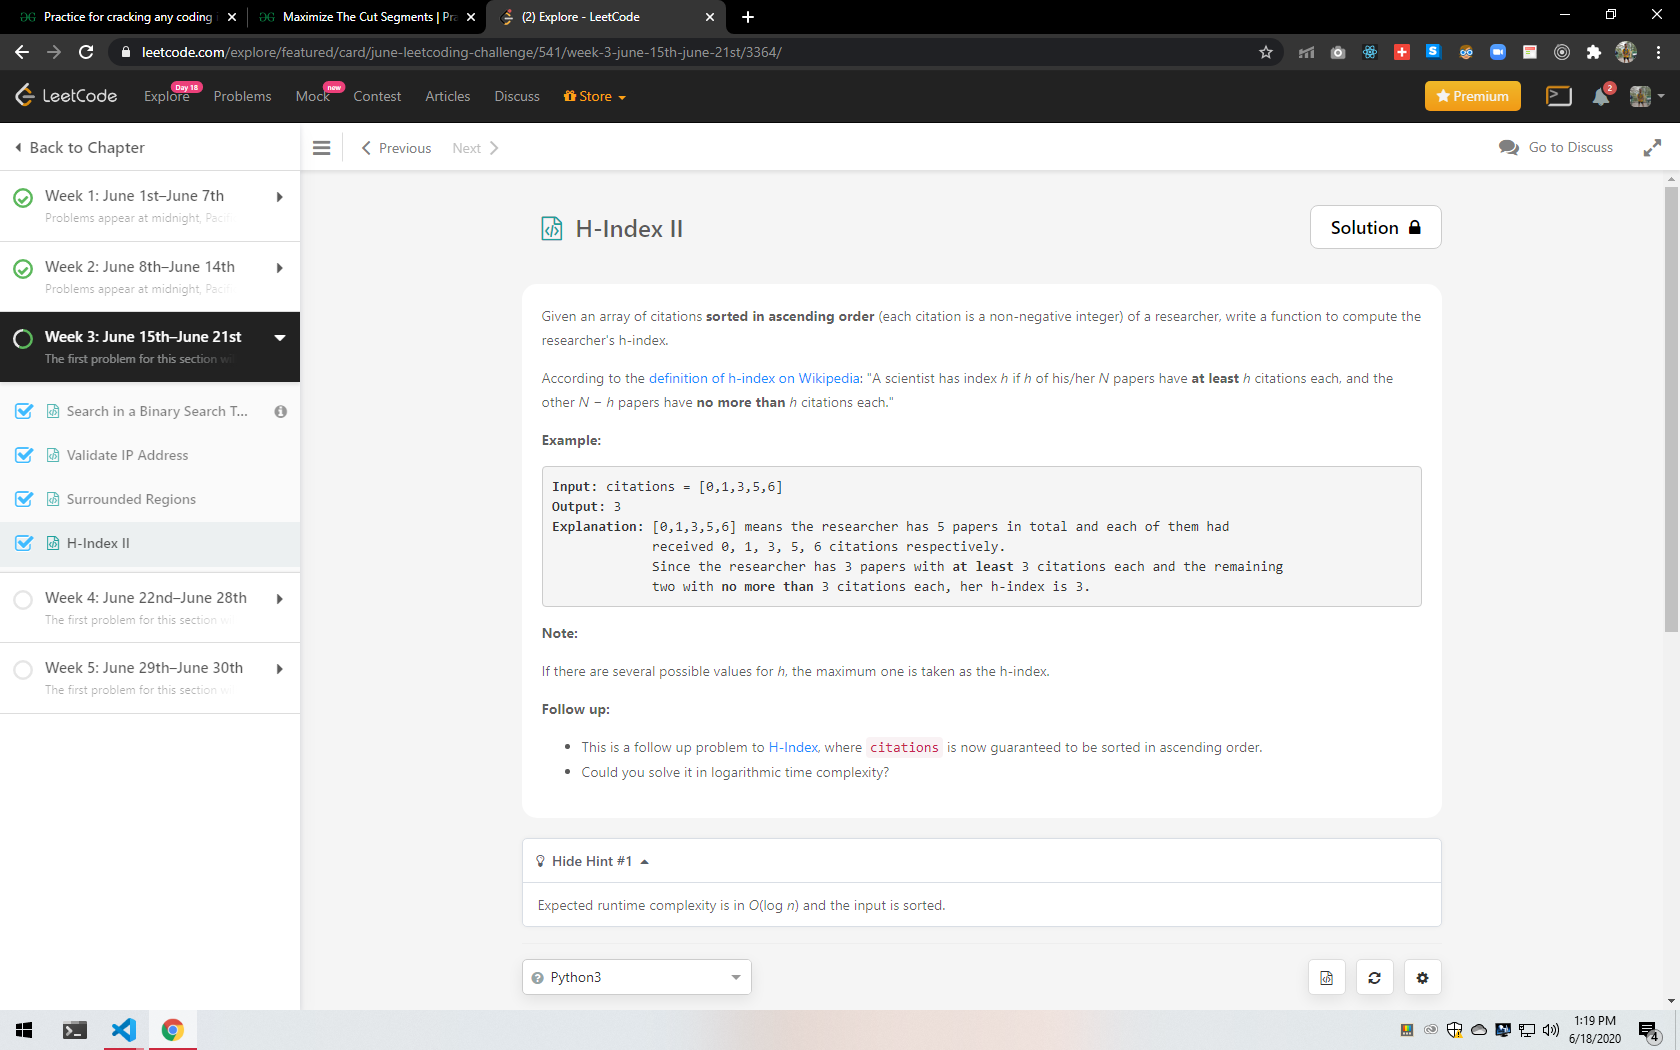 Practice for cracking any coding
Maximize The Cut Segments | Pra
(2) Explore - LeetCode
leetcode.com/explore/featured/card/june-leetcoding-challenge/541/week-3-june-15th-june-21st/3364/
LeetCode Explore Day 18 Problems Mock new Contest Articles Discuss Store Premium 2
Back to Chapter
Previous Next Go to Discuss
Week 1: June 1st–June 7th
Problems appear at midnight, Pacif
Week 2: June 8th–June 14th
Problems appear at midnight, Pacif
Week 3: June 15th–June 21st
The first problem for this section w
Search in a Binary Search T...
Validate IP Address
Surrounded Regions
H-Index II
Week 4: June 22nd–June 28th
The first problem for this section w
Week 5: June 29th–June 30th
The first problem for this section w
H-Index II
Solution
Given an array of citations sorted in ascending order (each citation is a non-negative integer) of a researcher, write a function to compute the
researcher's h-index.
According to the definition of h-index on Wikipedia: "A scientist has index h if h of his/her N papers have at least h citations each, and the
other N − h papers have no more than h citations each."
Example:
Input: citations = [0,1,3,5,6]
Output: 3
Explanation: [0,1,3,5,6] means the researcher has 5 papers in total and each of them had
received 0, 1, 3, 5, 6 citations respectively.
Since the researcher has 3 papers with at least 3 citations each and the remaining
two with no more than 3 citations each, her h-index is 3.
Note:
If there are several possible values for h, the maximum one is taken as the h-index.
Follow up:
• This is a follow up problem to H-Index, where citations is now guaranteed to be sorted in ascending order.
• Could you solve it in logarithmic time complexity?
Hide Hint #1
Expected runtime complexity is in O(log n) and the input is sorted.
Python3
1:19 PM
6/18/2020
4